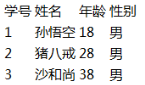 学号 姓名 年龄 性别
1 孙悟空 18 男
2 猪八戒 28 男
3 沙和尚 38 男